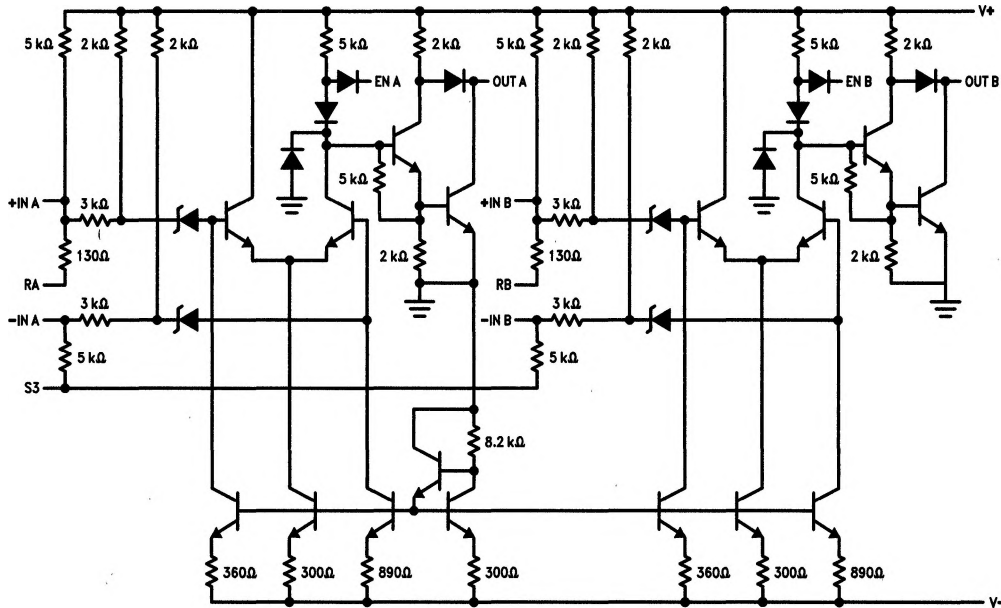 V+
5 kΩ
2 kΩ
2 kΩ
5 kΩ
2 kΩ
5 kΩ
2 kΩ
2 kΩ
5 kΩ
2 kΩ
EN A
OUT A
EN B
OUT B
5 kΩ
5 kΩ
+IN A
3 kΩ
+IN B
3 kΩ
130Ω
2 kΩ
130Ω
2 kΩ
RA
RB
3 kΩ
3 kΩ
-IN A
-IN B
5 kΩ
5 kΩ
S3
8.2 kΩ
360Ω
300Ω
890Ω
300Ω
360Ω
300Ω
890Ω
V-